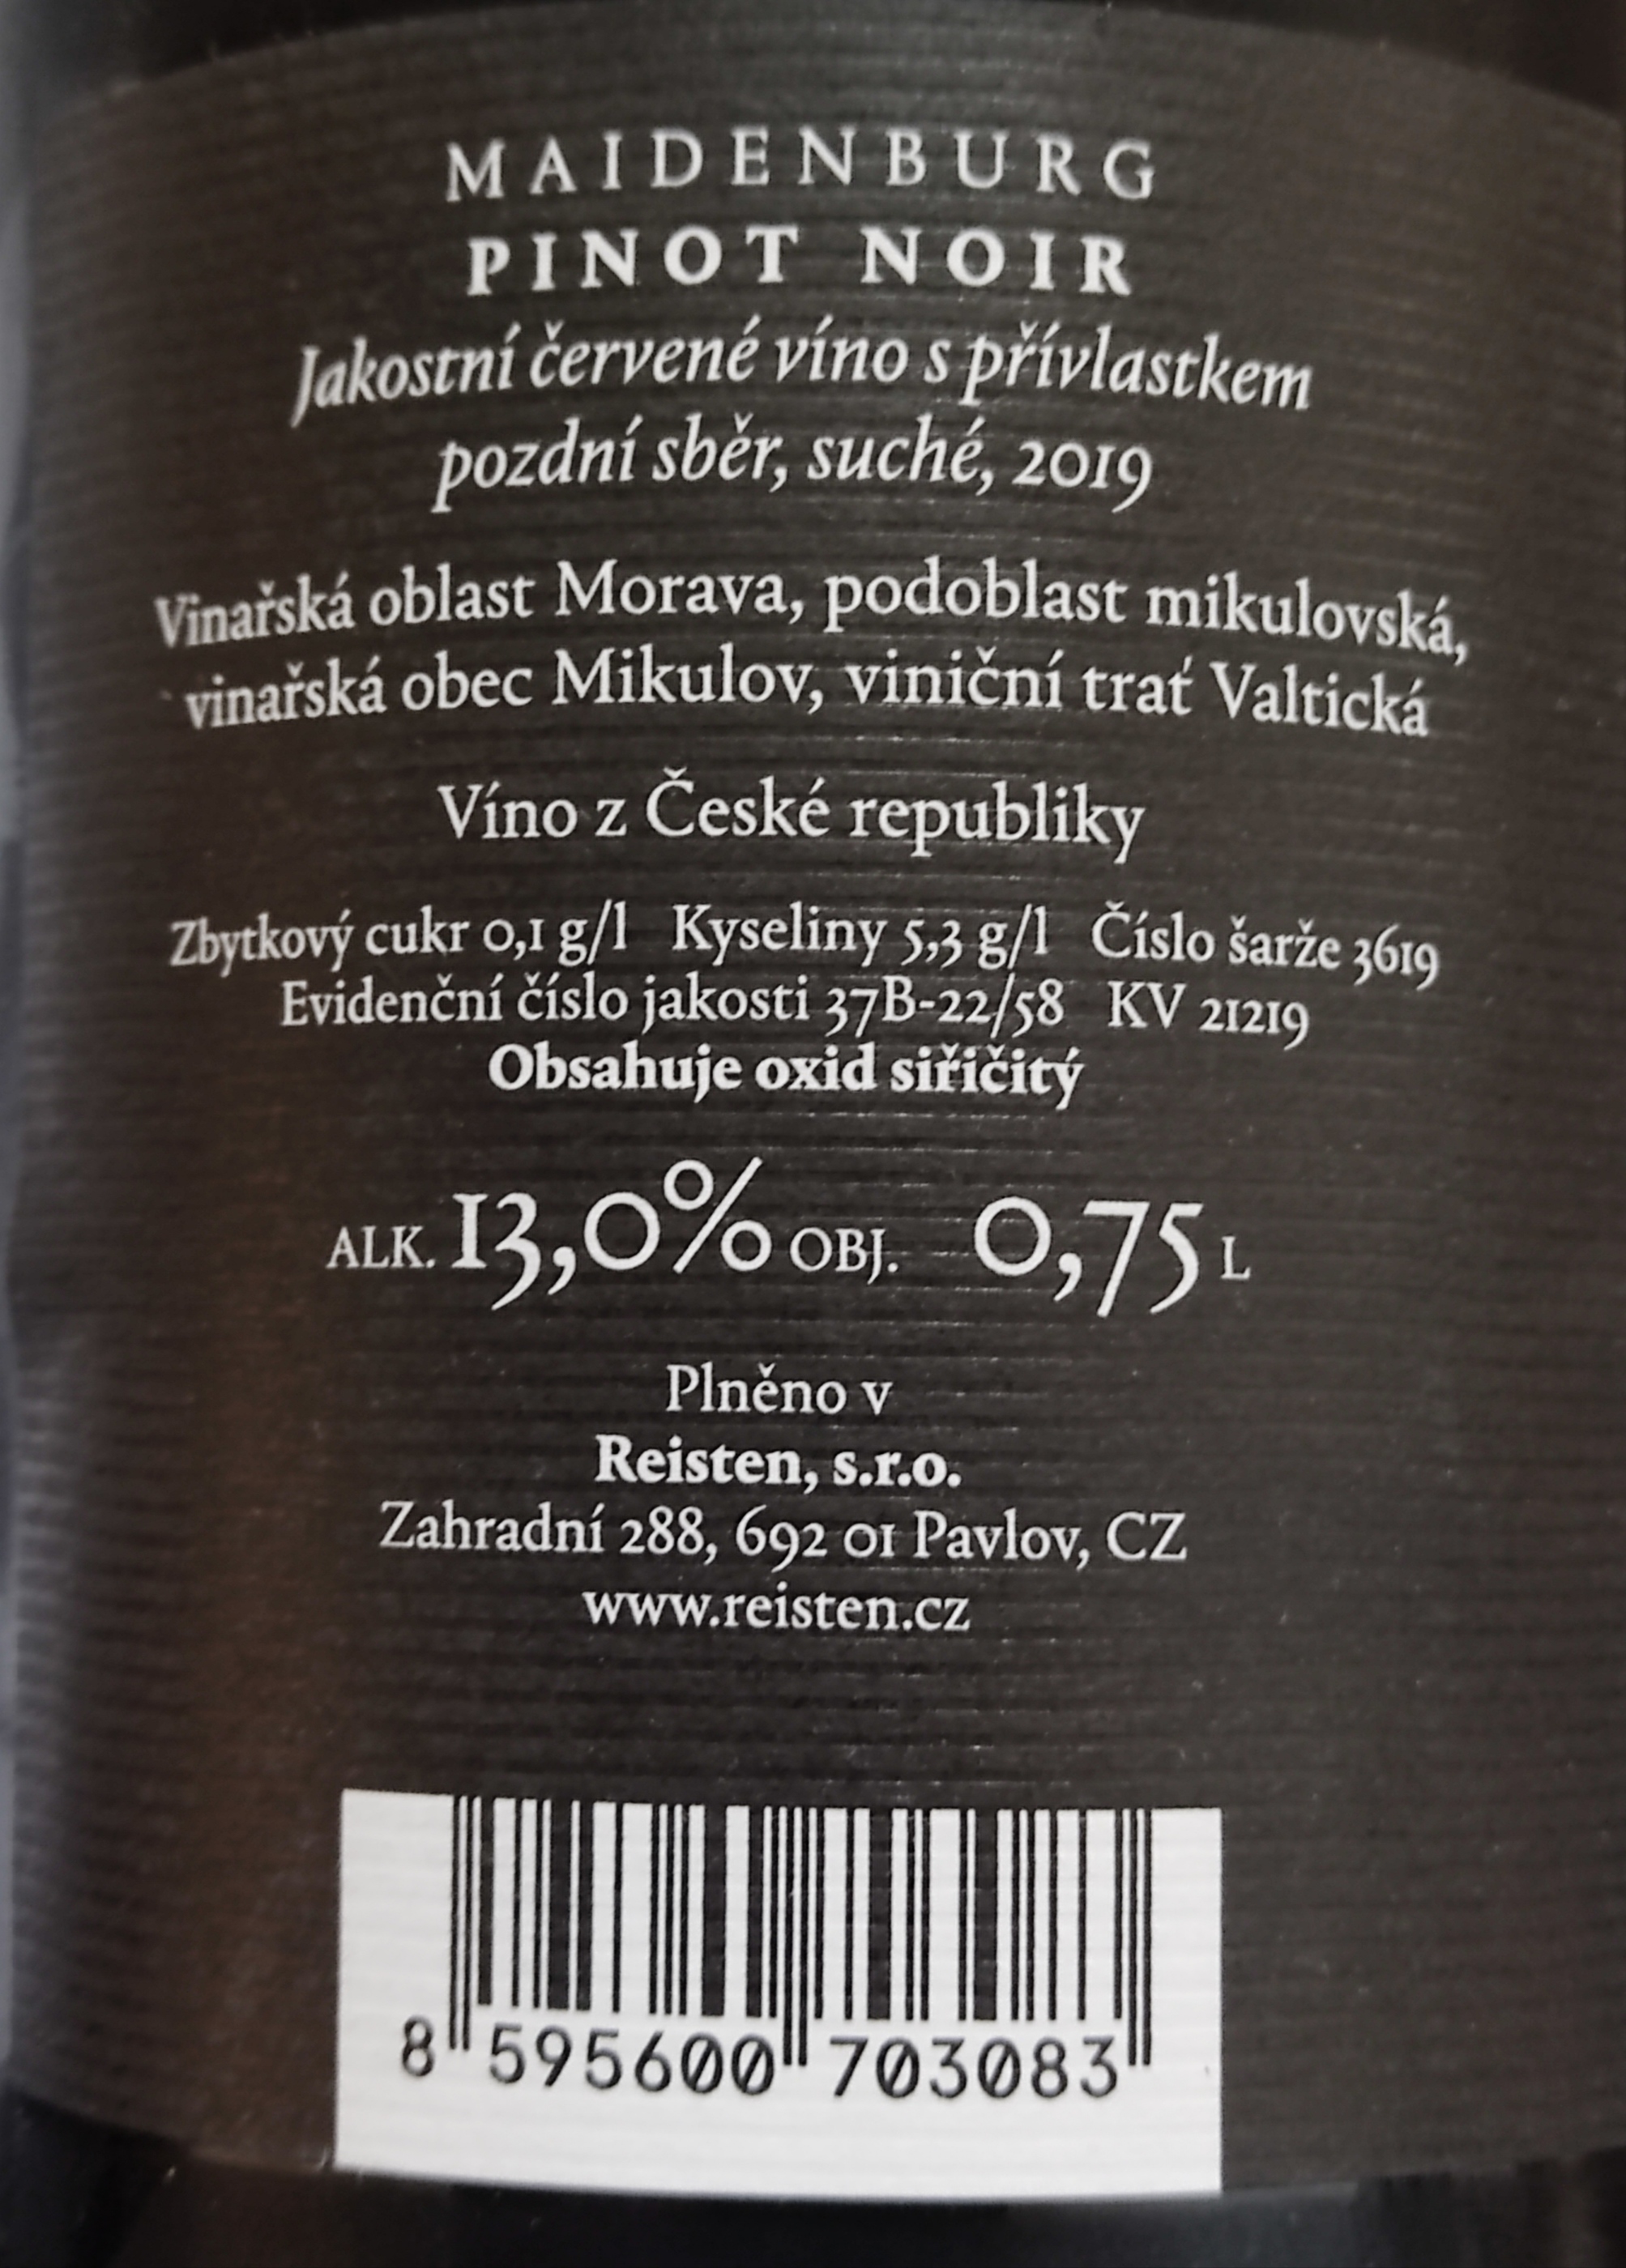 MAIDENBURG
PINOT NOIR
Jakostní červené víno s přívlastkem
pozdní sběr, suché, 2019
Vinařská oblast Morava, podoblast mikulovská,
vinařská obec Mikulov, viniční trať Valtická
Víno z České republiky
Zbytkový cukr 0,1 g/l Kyseliny 5,3 g/l Číslo šarže 3619
Evidenční číslo jakosti 37B-22/58 KV 21219
Obsahuje oxid siřičitý
ALK. 13,0% OBJ. 0,75 L
Plněno v
Reisten, s.r.o.
Zahradní 288, 692 01 Pavlov, CZ
www.reisten.cz
8 595600 703083